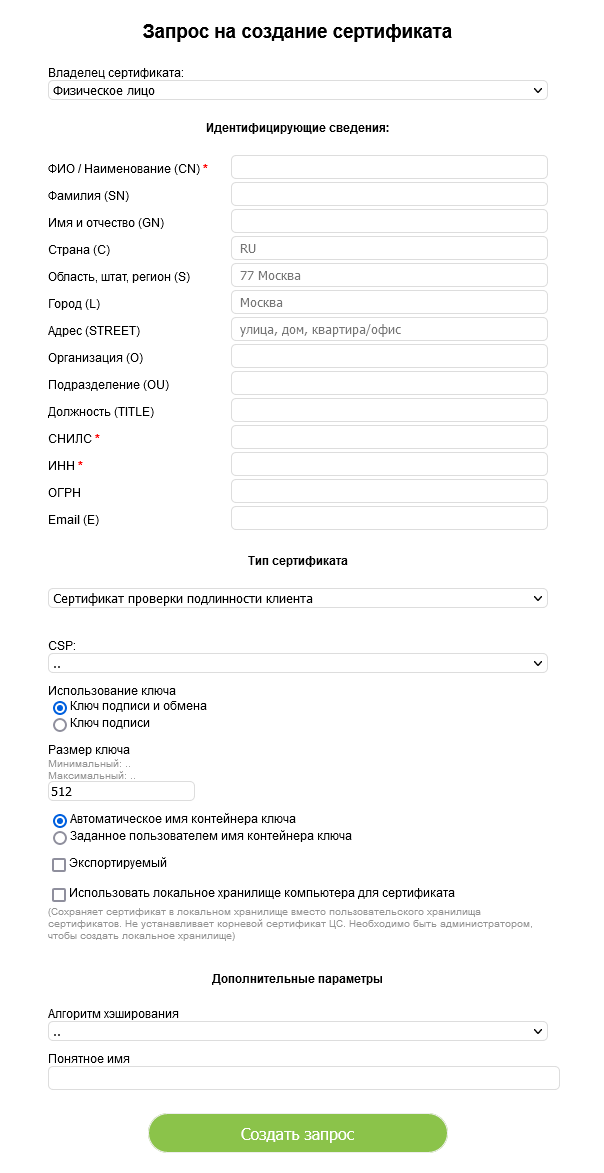 Запрос на создание сертификата
Владелец сертификата:
Физическое лицо
Идентифицирующие сведения:
ФИО / Наименование (CN) *
Фамилия (SN)
Имя и отчество (GN)
Страна (C)
RU
Область, штат, регион (S)
77 Москва
Город (L)
Москва
Адрес (STREET)
улица, дом, квартира/офис
Организация (O)
Подразделение (OU)
Должность (TITLE)
СНИЛС *
ИНН *
ОГРН
Email (E)
Тип сертификата
Сертификат проверки подлинности клиента
CSP:
..
Использование ключа
Ключ подписи и обмена
Ключ подписи
Размер ключа
Минимальный: ..
Максимальный: ..
512
Автоматическое имя контейнера ключа
Заданное пользователем имя контейнера ключа
Экспортируемый
Использовать локальное хранилище компьютера для сертификата
(Сохраняет сертификат в локальном хранилище вместо пользовательского хранилища
сертификатов. Не устанавливает корневой сертификат ЦС. Необходимо быть администратором,
чтобы создать локальное хранилище)
Дополнительные параметры
Алгоритм хэширования
..
Понятное имя
Создать запрос